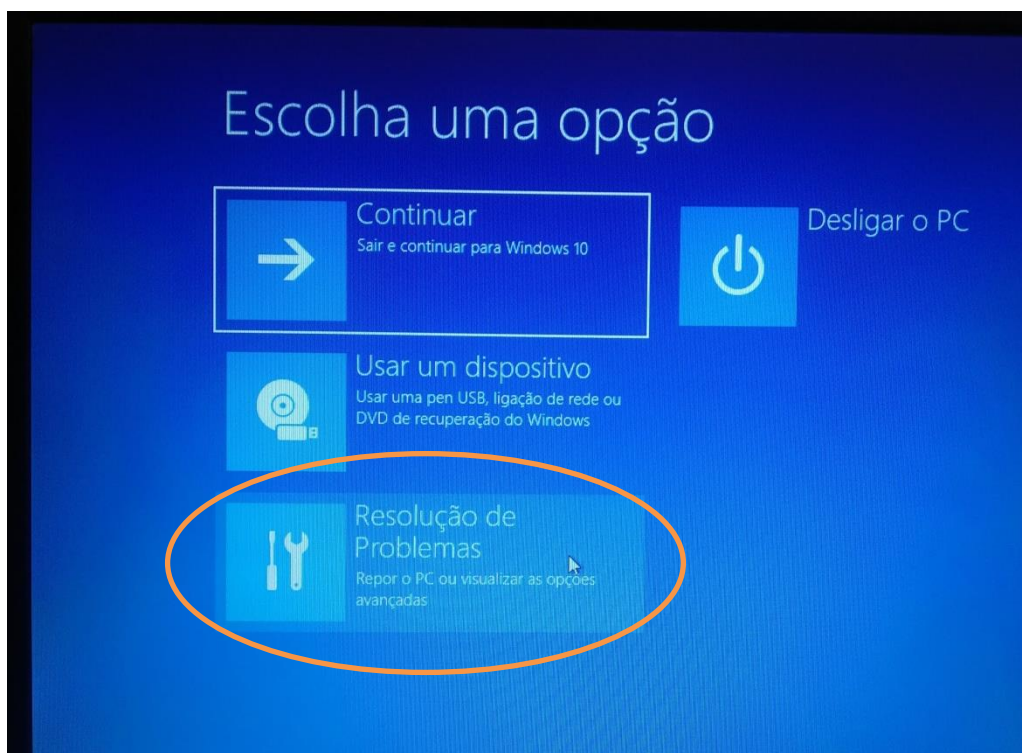 Escolha uma opção
Continuar
Sair e continuar para Windows 10
Desligar o PC
Usar um dispositivo
Usar uma pen USB, ligação de rede ou
DVD de recuperação do Windows
Resolução de
Problemas
Repor o PC ou visualizar as opções
avançadas